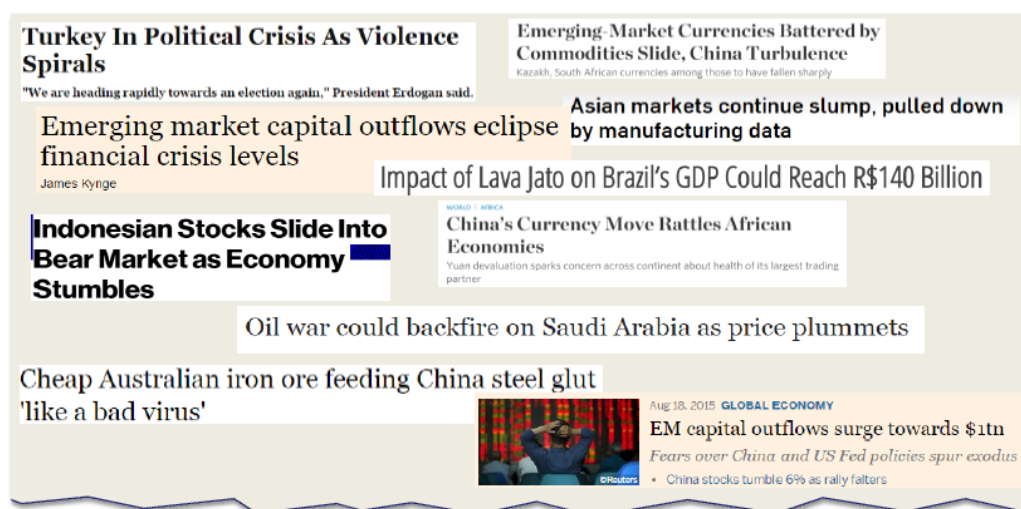 Turkey In Political Crisis As Violence
Spirals
"We are heading rapidly towards an election again," President Erdogan said.
Emerging-Market Currencies Battered by
Commodities Slide, China Turbulence
Kazakh, South African currencies among those to have fallen sharply
Emerging market capital outflows eclipse
financial crisis levels
James Kynge
Asian markets continue slump, pulled down
by manufacturing data
Impact of Lava Jato on Brazil's GDP Could Reach R$140 Billion
Indonesian Stocks Slide Into
Bear Market as Economy
Stumbles
WORLD | AFRICA
China's Currency Move Rattles African
Economies
Yuan devaluation sparks concern across continent about health of its largest trading
partner
Oil war could backfire on Saudi Arabia as price plummets
Cheap Australian iron ore feeding China steel glut
'like a bad virus'
©Reuters
Aug 18, 2015 GLOBAL ECONOMY
EM capital outflows surge towards $1tn
Fears over China and US Fed policies spur exodus
• China stocks tumble 6% as rally falters